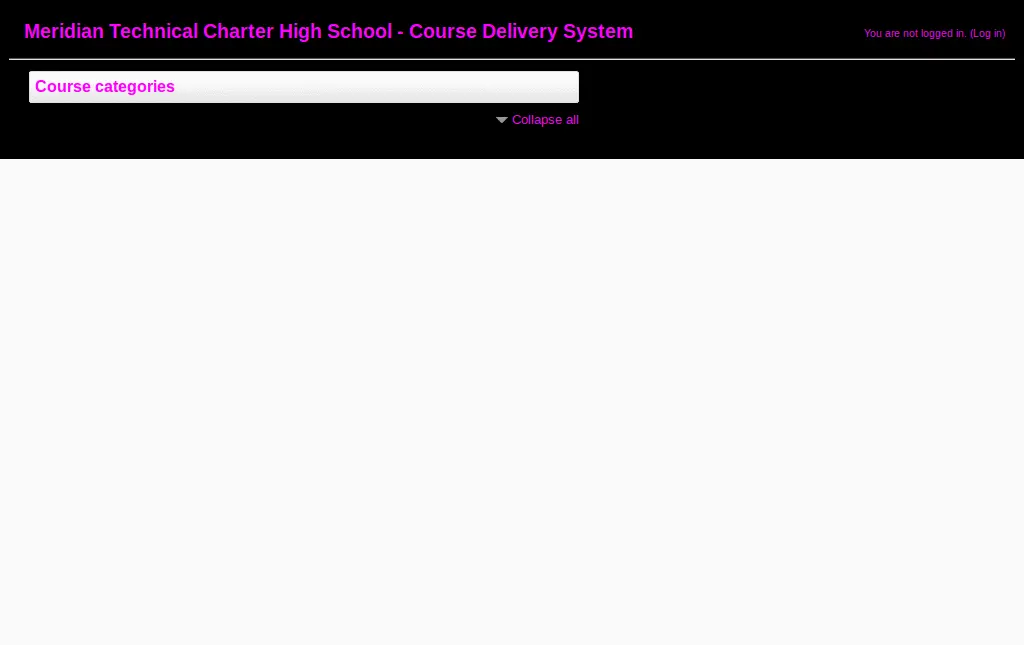 Meridian Technical Charter High School - Course Delivery System
You are not logged in. (Log in)
Course categories
Collapse all